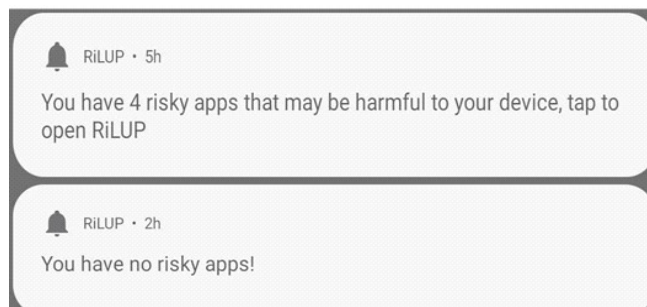 RiLUP • 5h
You have 4 risky apps that may be harmful to your device, tap to
open RiLUP
RiLUP • 2h
You have no risky apps!